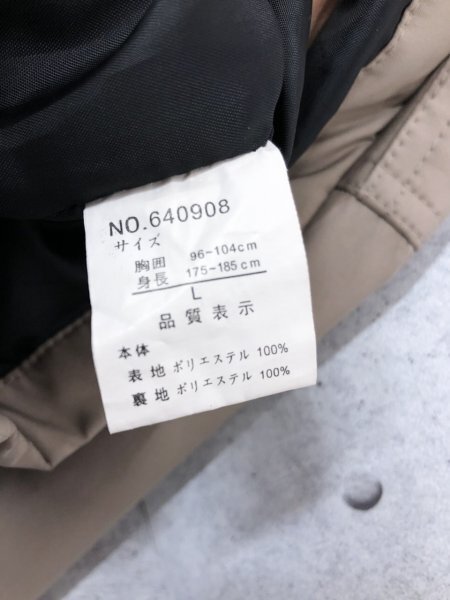 NO.640908
サイズ
胸囲 96~104cm
身長 175~185cm
L
品質表示
本体
表地 ポリエステル 100%
裏地 ポリエステル 100%